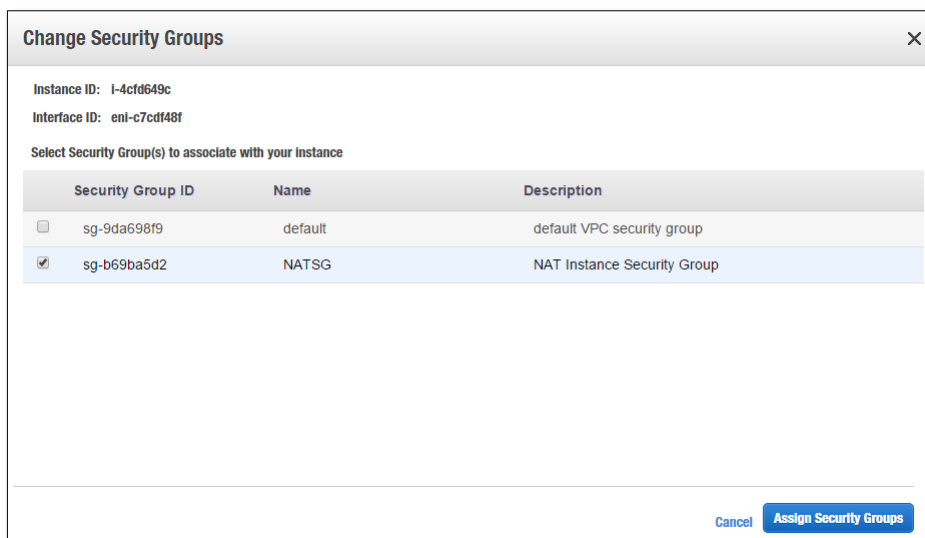 Change Security Groups
Instance ID: i-4cfd649c
Interface ID: eni-c7cdf48f
Select Security Group(s) to associate with your instance
Security Group ID Name Description
sg-9da698f9 default default VPC security group
sg-b69ba5d2 NATSG NAT Instance Security Group
Cancel Assign Security Groups